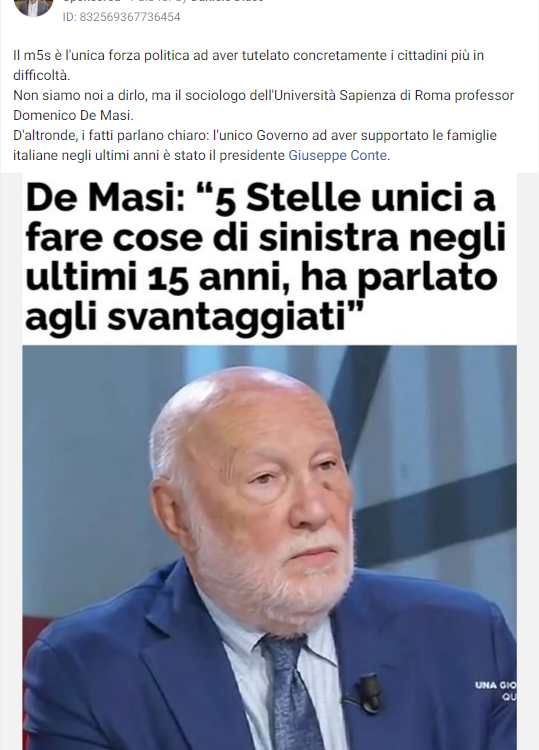 ID: 832569367736454
Il m5s è l'unica forza politica ad aver tutelato concretamente i cittadini più in
difficoltà.
Non siamo noi a dirlo, ma il sociologo dell'Università Sapienza di Roma professor
Domenico De Masi.
D'altronde, i fatti parlano chiaro: l'unico Governo ad aver supportato le famiglie
italiane negli ultimi anni è stato il presidente Giuseppe Conte.
De Masi: “5 Stelle unici a
fare cose di sinistra negli
ultimi 15 anni, ha parlato
agli svantaggiati”
UNA GIO
QU